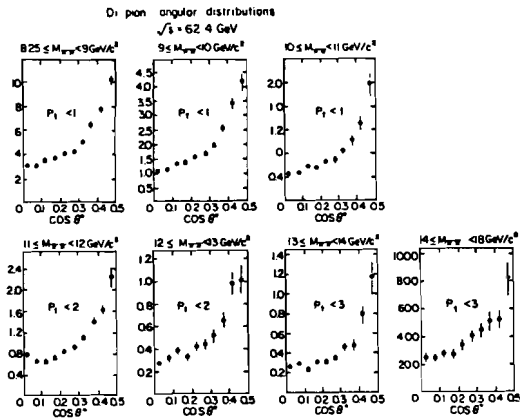 Di pion angular distributions
√s = 62 4 GeV
8.25 ≤ Mππ < 9 GeV/c²
9 ≤ Mππ < 10 GeV/c²
10 ≤ Mππ < 11 GeV/c²
10
8
6
4
2
Pt < 1
0 0.1 0.2 0.3 0.4 0.5
COS θ*
4.5
4.0
3.5
3.0
2.5
2.0
1.5
1.0
0.5
Pt < 1
0 0.1 0.2 0.3 0.4 0.5
COS θ*
2.0
0.4
Pt < 1
0 0.1 0.2 0.3 0.4 0.5
COS θ*
11 ≤ Mππ < 12 GeV/c²
12 ≤ Mππ < 13 GeV/c²
13 ≤ Mππ < 14 GeV/c²
14 ≤ Mππ < 18 GeV/c²
2.4
2.0
1.6
1.2
0.8
0.4
Pt < 2
0 0.1 0.2 0.3 0.4 0.5
COS θ*
1.2
1.0
0.8
0.6
0.4
0.2
Pt < 2
0 0.1 0.2 0.3 0.4 0.5
COS θ*
1.4
1.2
1.0
0.8
0.6
0.4
0.2
Pt < 3
0 0.1 0.2 0.3 0.4 0.5
COS θ*
1000
800
600
400
200
Pt < 3
0 0.1 0.2 0.3 0.4 0.5
COS θ*